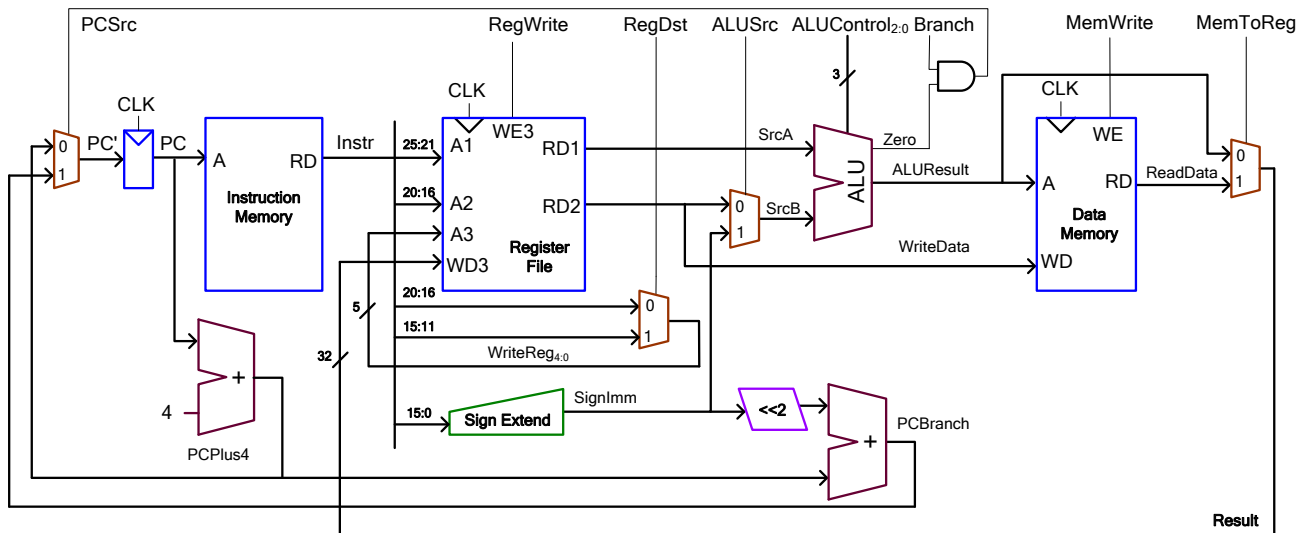 PCSrc
RegWrite
RegDst
ALUSrc
ALUControl2:0 Branch
MemWrite
MemToReg
3
CLK
CLK
CLK
0
1
PC'
PC
A
RD
Instruction
Memory
Instr
25:21
20:16
A1
A2
A3
WD3
WE3
RD1
RD2
Register
File
SrcA
SrcB
0
1
ALU
Zero
ALUResult
WriteData
A
WD
WE
RD
Data
Memory
ReadData
0
1
5
32
20:16
15:11
0
1
WriteReg4:0
4
+
PCPlus4
15:0
Sign Extend
SignImm
<<2
+
PCBranch
Result